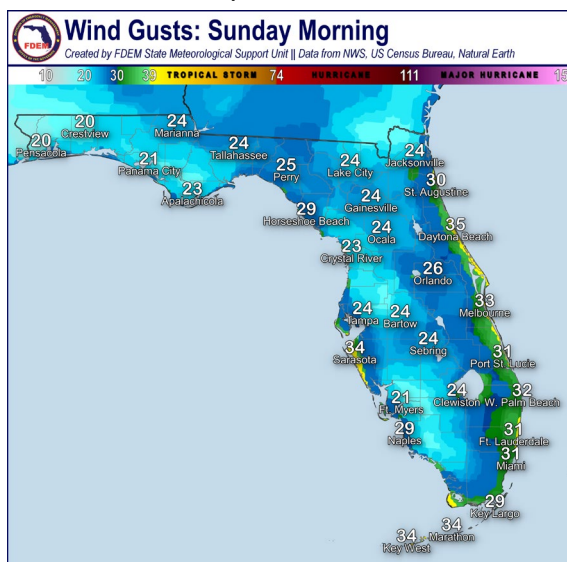 FDEM
Wind Gusts: Sunday Morning
Created by FDEM State Meteorological Support Unit || Data from NWS, US Census Bureau, Natural Earth
10 20 30 39 TROPICAL STORM 74 HURRICANE 111 MAJOR HURRICANE 15
20
Crestview
24
Marianna
20
Pensacola
24
Tallahassee
24
Jacksonville
21
Panama City
25
Perry
24
Lake City
30
St. Augustine
23
Apalachicola
24
Gainesville
29
Horseshoe Beach
24
Ocala
35
Daytona Beach
23
Crystal River
26
Orlando
33
Melbourne
24
Tampa
24
Bartow
24
Sebring
34
Sarasota
31
Port St. Lucie
21
Ft. Myers
24
Clewiston
32
W. Palm Beach
29
Naples
31
Ft. Lauderdale
31
Miami
29
Key Largo
34
Marathon
34
Key West